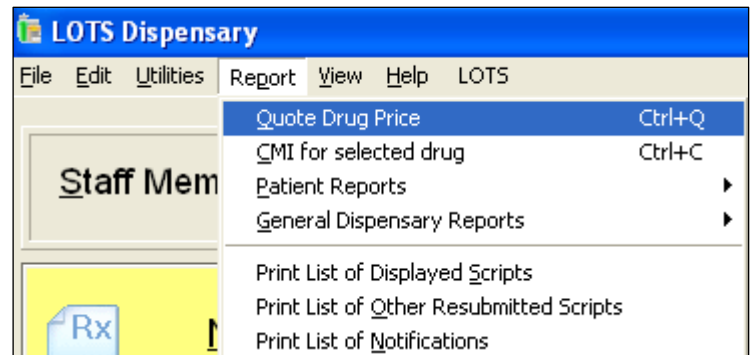 LOTS Dispensary
File Edit Utilities Report View Help LOTS
Quote Drug Price Ctrl+Q
CMI for selected drug Ctrl+C
Staff Mem
Patient Reports
General Dispensary Reports
Print List of Displayed Scripts
Print List of Other Resubmitted Scripts
Rx
Print List of Notifications